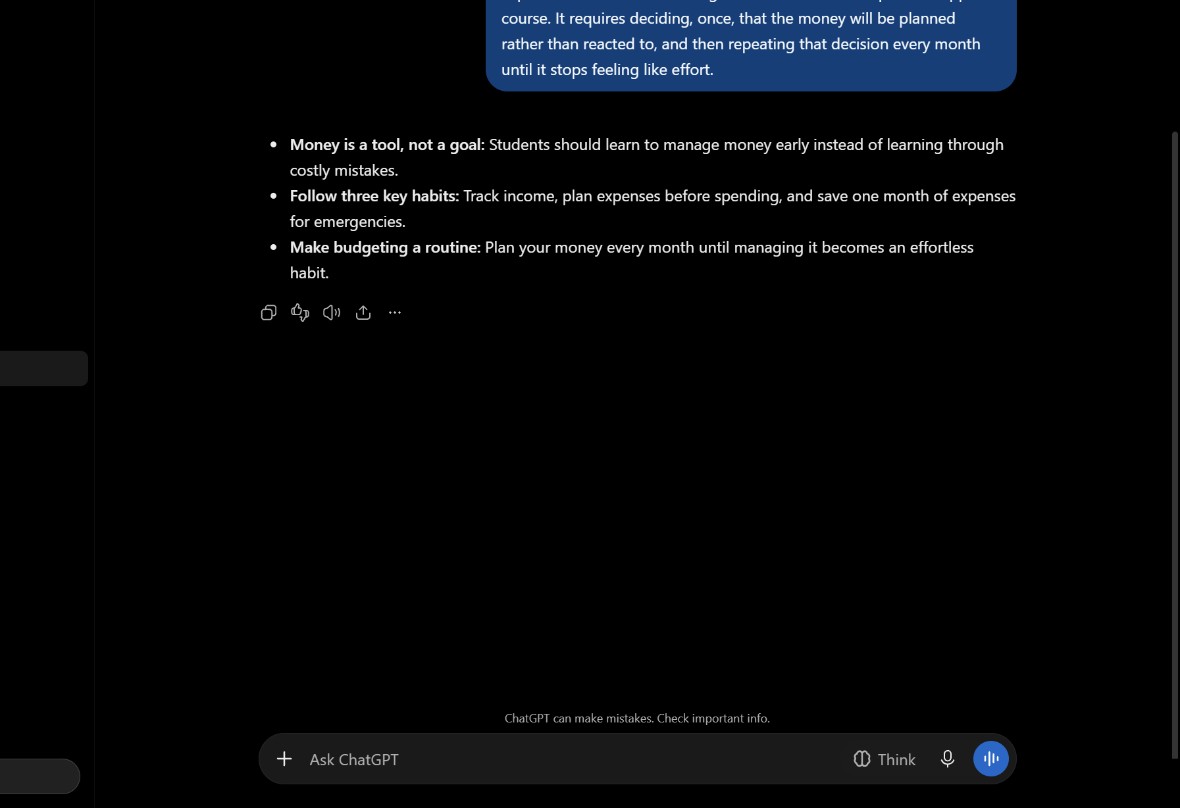 course. It requires deciding, once, that the money will be planned
rather than reacted to, and then repeating that decision every month
until it stops feeling like effort.
Money is a tool, not a goal: Students should learn to manage money early instead of learning through
costly mistakes.
Follow three key habits: Track income, plan expenses before spending, and save one month of expenses
for emergencies.
Make budgeting a routine: Plan your money every month until managing it becomes an effortless
habit.
ChatGPT can make mistakes. Check important info.
Ask ChatGPT
Think